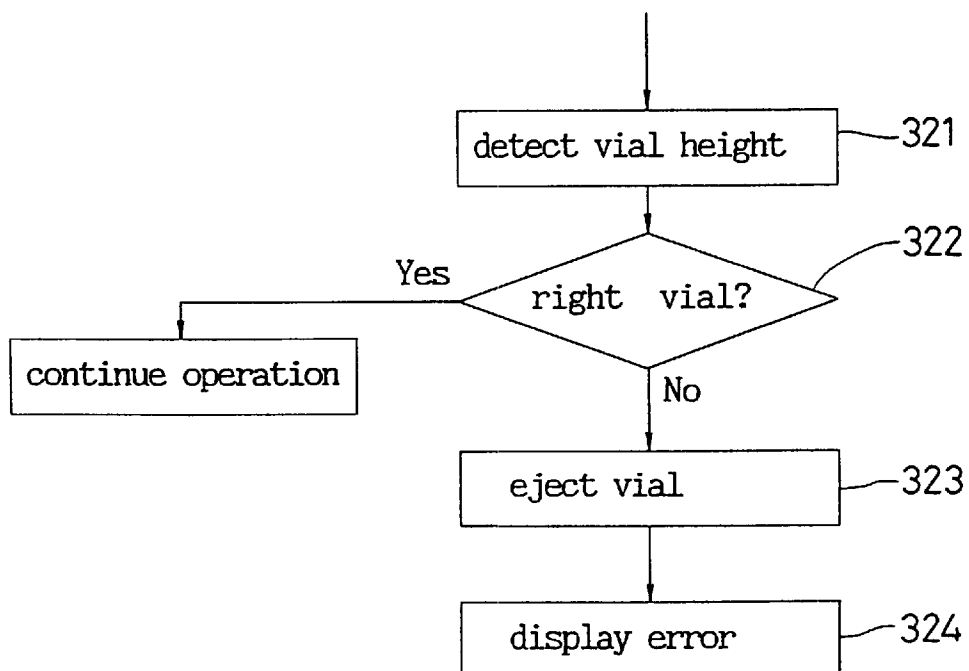 detect vial height
321
322
Yes
right vial?
continue operation
No
eject vial
323
display error
324